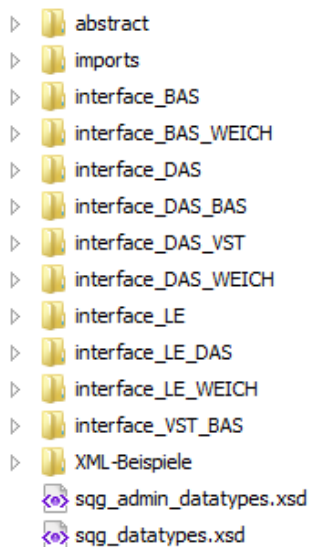 abstract
imports
interface_BAS
interface_BAS_WEICH
interface_DAS
interface_DAS_BAS
interface_DAS_VST
interface_DAS_WEICH
interface_LE
interface_LE_DAS
interface_LE_WEICH
interface_VST_BAS
XML-Beispiele
sqg_admin_datatypes.xsd
sqg_datatypes.xsd